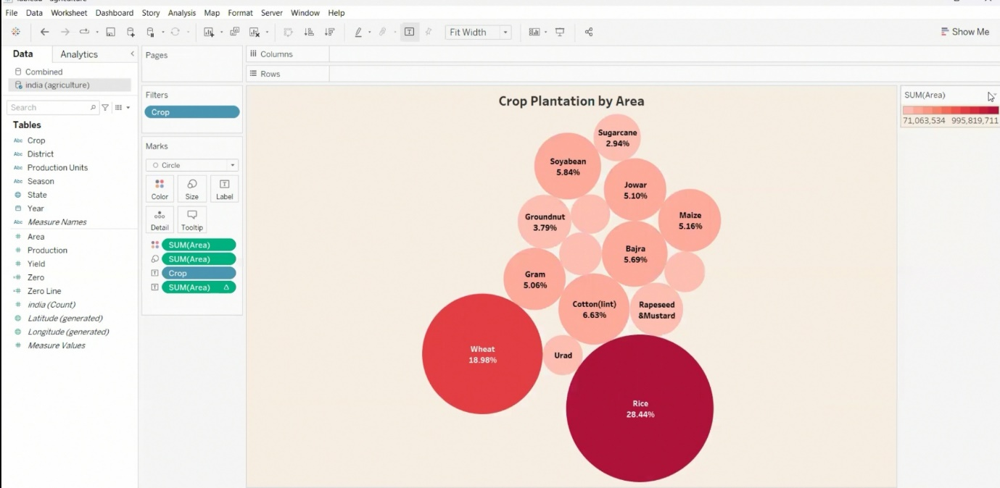 File Data Worksheet Dashboard Story Analysis Map Format Server Window Help
Fit Width
Show Me
Data Analytics
Combined
india (agriculture)
Search
Tables
Abc Crop
Abc District
Abc Production Units
Abc Season
State
Year
Abc Measure Names
# Area
# Production
# Yield
=# Zero
=# Zero Line
# india (Count)
Latitude (generated)
Longitude (generated)
# Measure Values
Pages
Filters
Crop
Marks
Circle
Color Size Label
Detail Tooltip
SUM(Area)
SUM(Area)
Crop
SUM(Area) Δ
Columns
Rows
Crop Plantation by Area
Sugarcane
2.94%
Soyabean
5.84%
Jowar
5.10%
Groundnut
3.79%
Maize
5.16%
Bajra
5.69%
Gram
5.06%
Cotton(lint)
6.63%
Rapeseed
&Mustard
Wheat
18.98%
Urad
Rice
28.44%
SUM(Area)
71,063,534 995,819,711